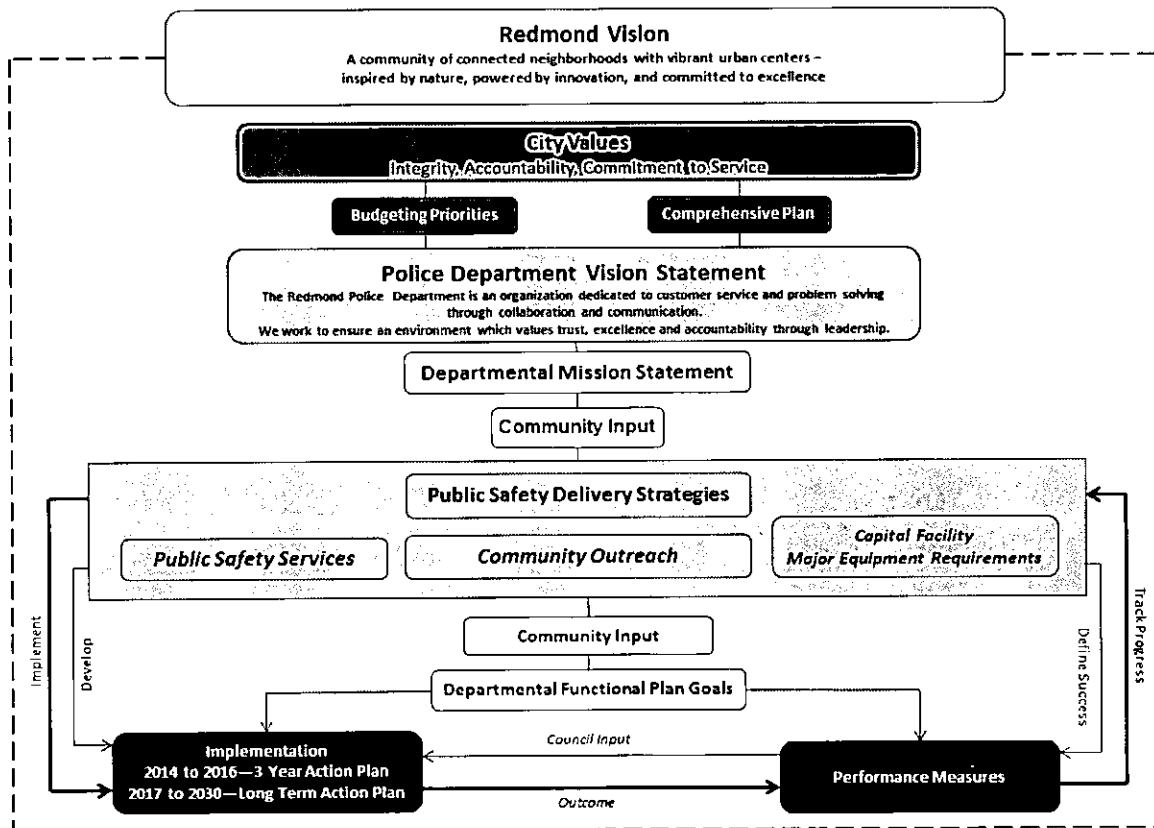 Redmond Vision
A community of connected neighborhoods with vibrant urban centers –
inspired by nature, powered by innovation, and committed to excellence
City Values
Integrity, Accountability, Commitment to Service
Budgeting Priorities
Comprehensive Plan
Police Department Vision Statement
The Redmond Police Department is an organization dedicated to customer service and problem solving
through collaboration and communication.
We work to ensure an environment which values trust, excellence and accountability through leadership.
Departmental Mission Statement
Community Input
Public Safety Delivery Strategies
Public Safety Services
Community Outreach
Capital Facility
Major Equipment Requirements
Implement
Develop
Community Input
Define Success
Track Progress
Departmental Functional Plan Goals
Implementation
2014 to 2016—3 Year Action Plan
2017 to 2030—Long Term Action Plan
Council Input
Outcome
Performance Measures